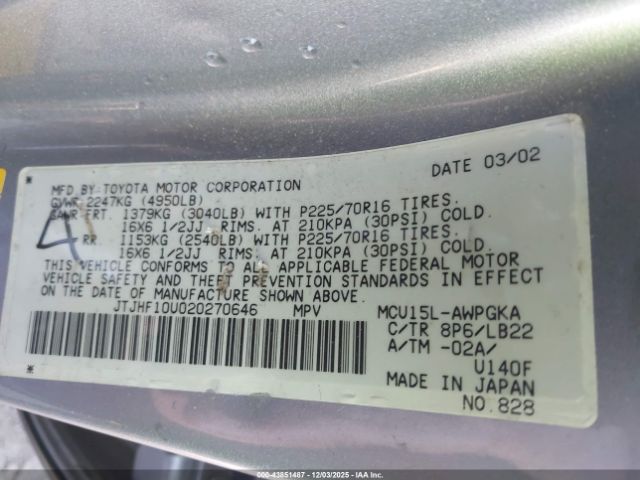 DATE 03/02
MFD BY: TOYOTA MOTOR CORPORATION
GVWR 2247KG (4950LB)
GAWR FRT. 1379KG (3040LB) WITH P225/70R16 TIRES.
16X6 1/2JJ RIMS. AT 210KPA (30PSI) COLD.
RR. 1153KG (2540LB) WITH P225/70R16 TIRES.
16X6 1/2JJ RIMS. AT 210KPA (30PSI) COLD.
THIS VEHICLE CONFORMS TO ALL APPLICABLE FEDERAL MOTOR
VEHICLE SAFETY AND THEFT PREVENTION STANDARDS IN EFFECT
ON THE DATE OF MANUFACTURE SHOWN ABOVE.
JTJHF10U020270646 MPV MCU15L-AWPGKA
C/TR 8P6/LB22
A/TM -02A/
U140F
MADE IN JAPAN
NO.828
000-43851487 - 12/03/2025 - IAAI.com